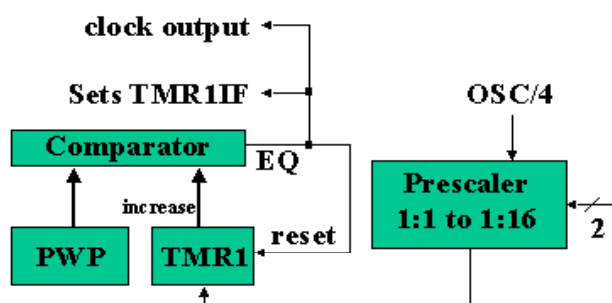 clock output
Sets TMR1IF
OSC/4
Comparator
EQ
Prescaler
1:1 to 1:16
increase
2
reset
PWP
TMR1